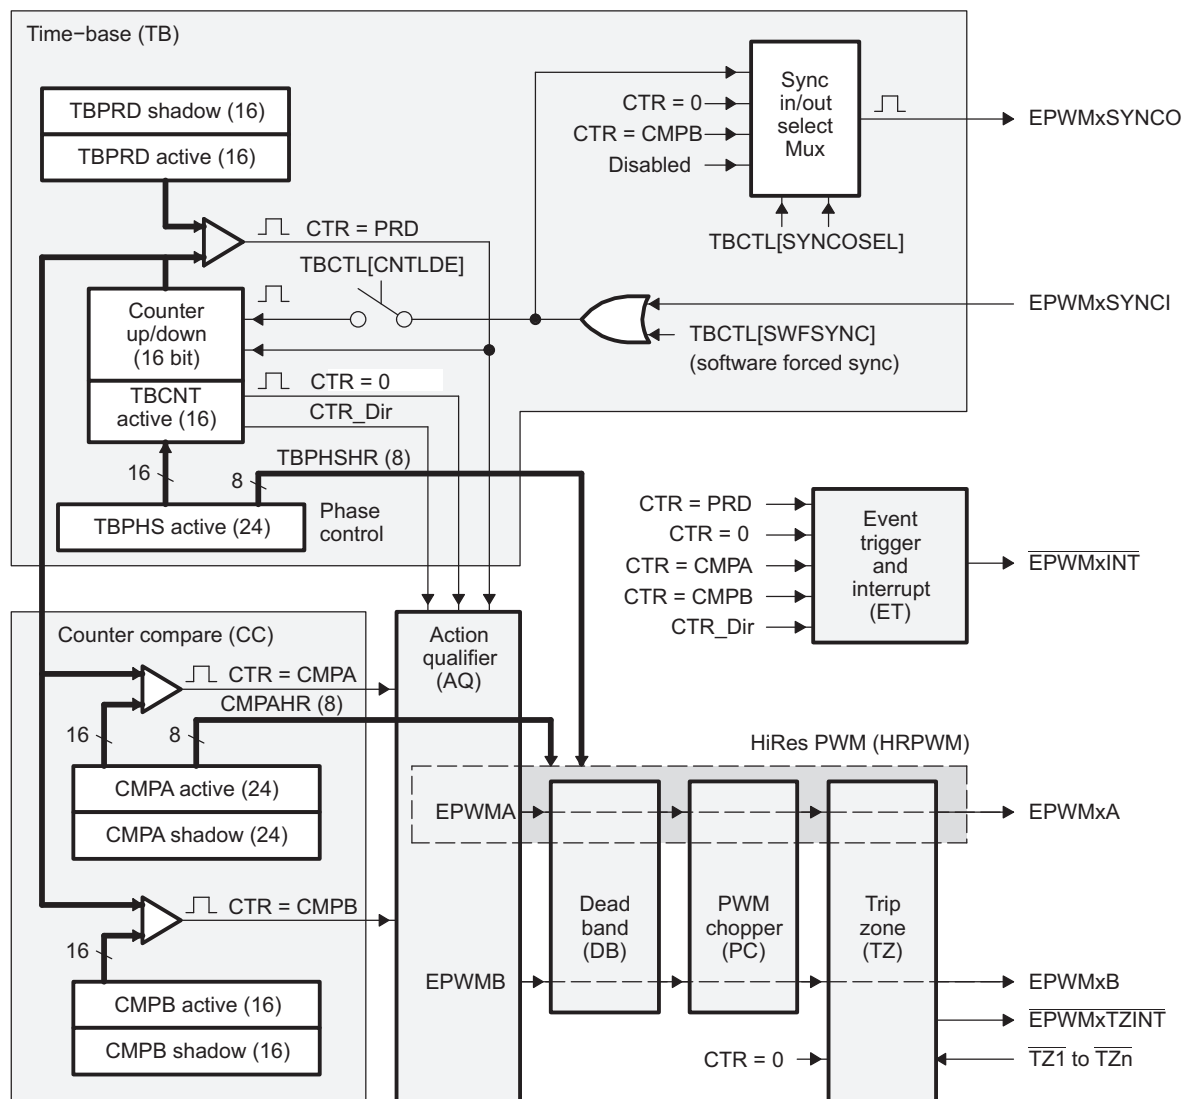 Time−base (TB)
TBPRD shadow (16)
TBPRD active (16)
CTR = PRD
TBCTL[CNTLDE]
Counter
up/down
(16 bit)
TBCNT
active (16)
CTR = 0
CTR_Dir
16
8
TBPHSHR (8)
TBPHS active (24)
Phase
control
CTR = 0
CTR = CMPB
Disabled
Sync
in/out
select
Mux
TBCTL[SYNCOSEL]
EPWMxSYNCO
EPWMxSYNCI
TBCTL[SWFSYNC]
(software forced sync)
CTR = PRD
CTR = 0
CTR = CMPA
CTR = CMPB
CTR_Dir
Event
trigger
and
interrupt
(ET)
EPWMxINT
Counter compare (CC)
CTR = CMPA
CMPAHR (8)
16
8
CMPA active (24)
CMPA shadow (24)
CTR = CMPB
16
CMPB active (16)
CMPB shadow (16)
Action
qualifier
(AQ)
HiRes PWM (HRPWM)
EPWMA
EPWMxA
Dead
band
(DB)
PWM
chopper
(PC)
Trip
zone
(TZ)
EPWMB
EPWMxB
EPWMxTZINT
CTR = 0
TZ1 to TZn